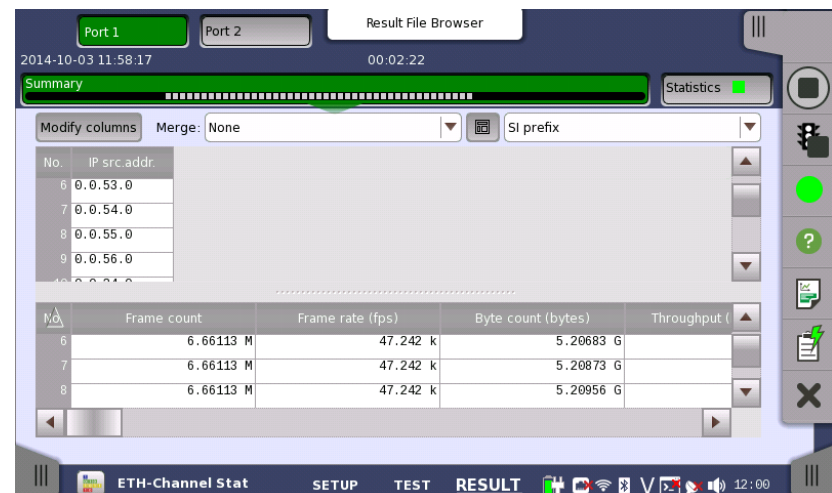 Result File Browser
Port 1 Port 2
2014-10-03 11:58:17 00:02:22
Summary Statistics
Modify columns Merge: None SI prefix
No. IP src.addr.
6 0.0.53.0
7 0.0.54.0
8 0.0.55.0
9 0.0.56.0
No. Frame count Frame rate (fps) Byte count (bytes) Throughput (
6 6.66113 M 47.242 k 5.20683 G
7 6.66113 M 47.242 k 5.20873 G
8 6.66113 M 47.242 k 5.20956 G
ETH-Channel Stat SETUP TEST RESULT 12:00